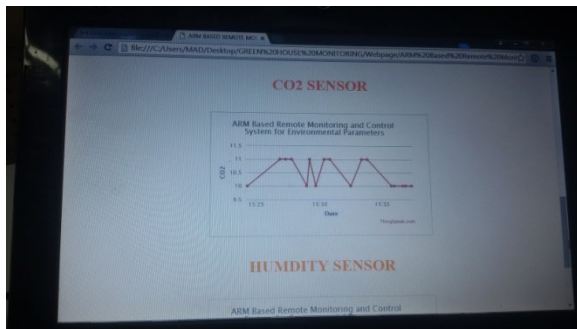 ARM BASED REMOTE MO
file:///C:/Users/MAD/Desktop/GREEN%20HOUSE%20MONITORING/Webpage/ARM%20Based%20Remote%20Moni
CO2 SENSOR
ARM Based Remote Monitoring and Control
System for Environmental Parameters
11.5
11
10.5
10
9.5
CO2
15:25
15:30
15:35
Date
ThingSpeak.com
HUMDITY SENSOR
ARM Based Remote Monitoring and Control